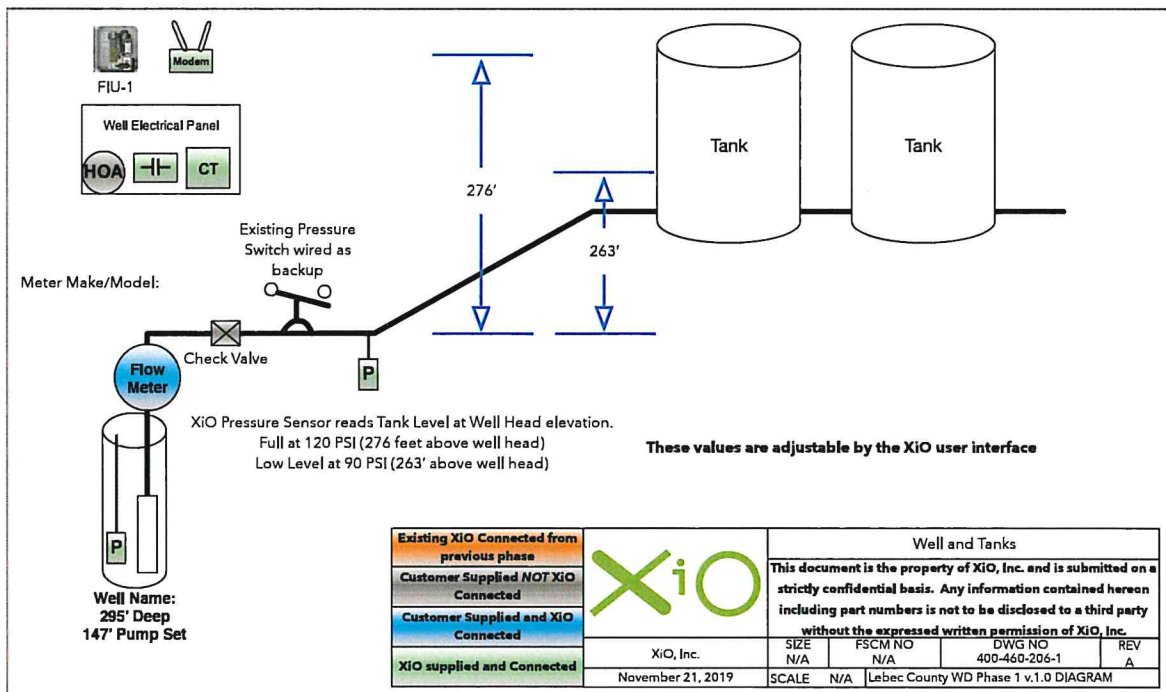 Modem
FIU-1
Well Electrical Panel
HOA
CT
Tank
Tank
276'
263'
Existing Pressure
Switch wired as
backup
Meter Make/Model:
Check Valve
Flow
Meter
P
XiO Pressure Sensor reads Tank Level at Well Head elevation.
Full at 120 PSI (276 feet above well head)
Low Level at 90 PSI (263' above well head)
These values are adjustable by the XiO user interface
P
Well Name:
295' Deep
147' Pump Set
Existing XiO Connected from
previous phase
Customer Supplied NOT XiO
Connected
Customer Supplied and XiO
Connected
XiO supplied and Connected
XiO
XiO, Inc.
November 21, 2019
Well and Tanks
This document is the property of XiO, Inc. and is submitted on a
strictly confidential basis. Any information contained hereon
including part numbers is not to be disclosed to a third party
without the expressed written permission of XiO, Inc.
SIZE
N/A
FSCM NO
N/A
DWG NO
400-460-206-1
REV
A
SCALE N/A Lebec County WD Phase 1 v.1.0 DIAGRAM